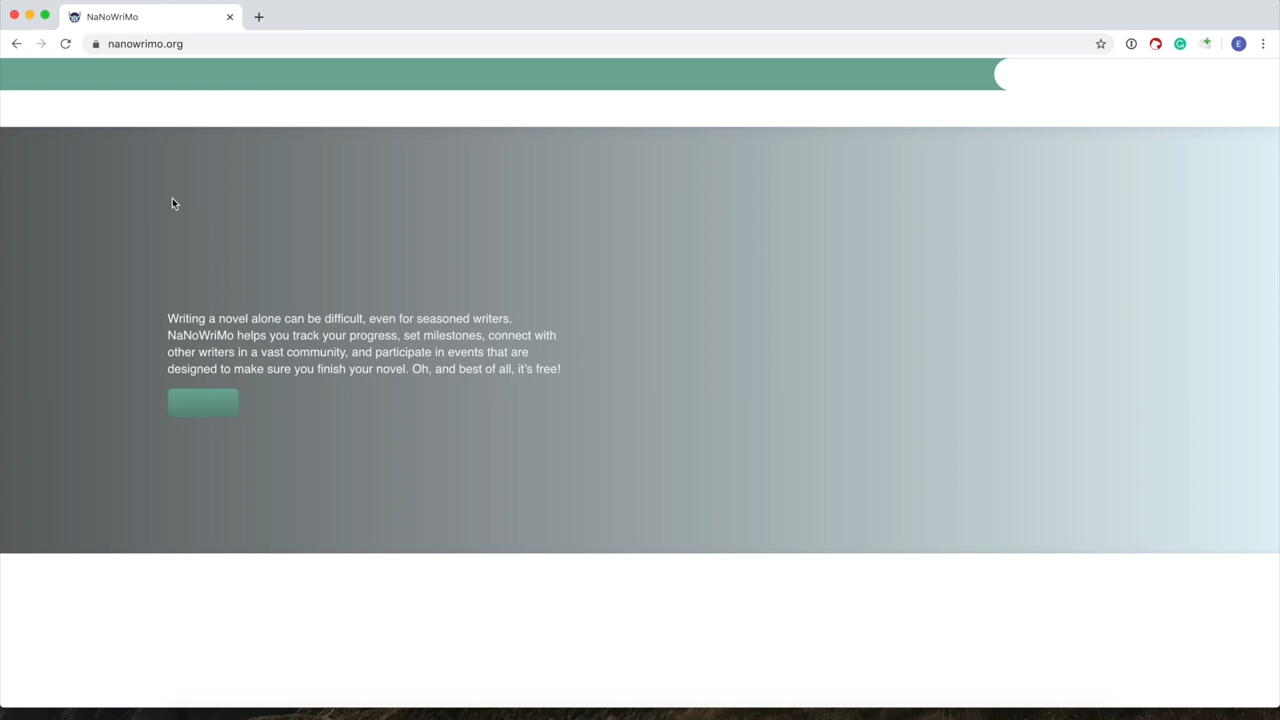 NaNoWriMo
nanowrimo.org
E
Writing a novel alone can be difficult, even for seasoned writers.
NaNoWriMo helps you track your progress, set milestones, connect with
other writers in a vast community, and participate in events that are
designed to make sure you finish your novel. Oh, and best of all, it's free!